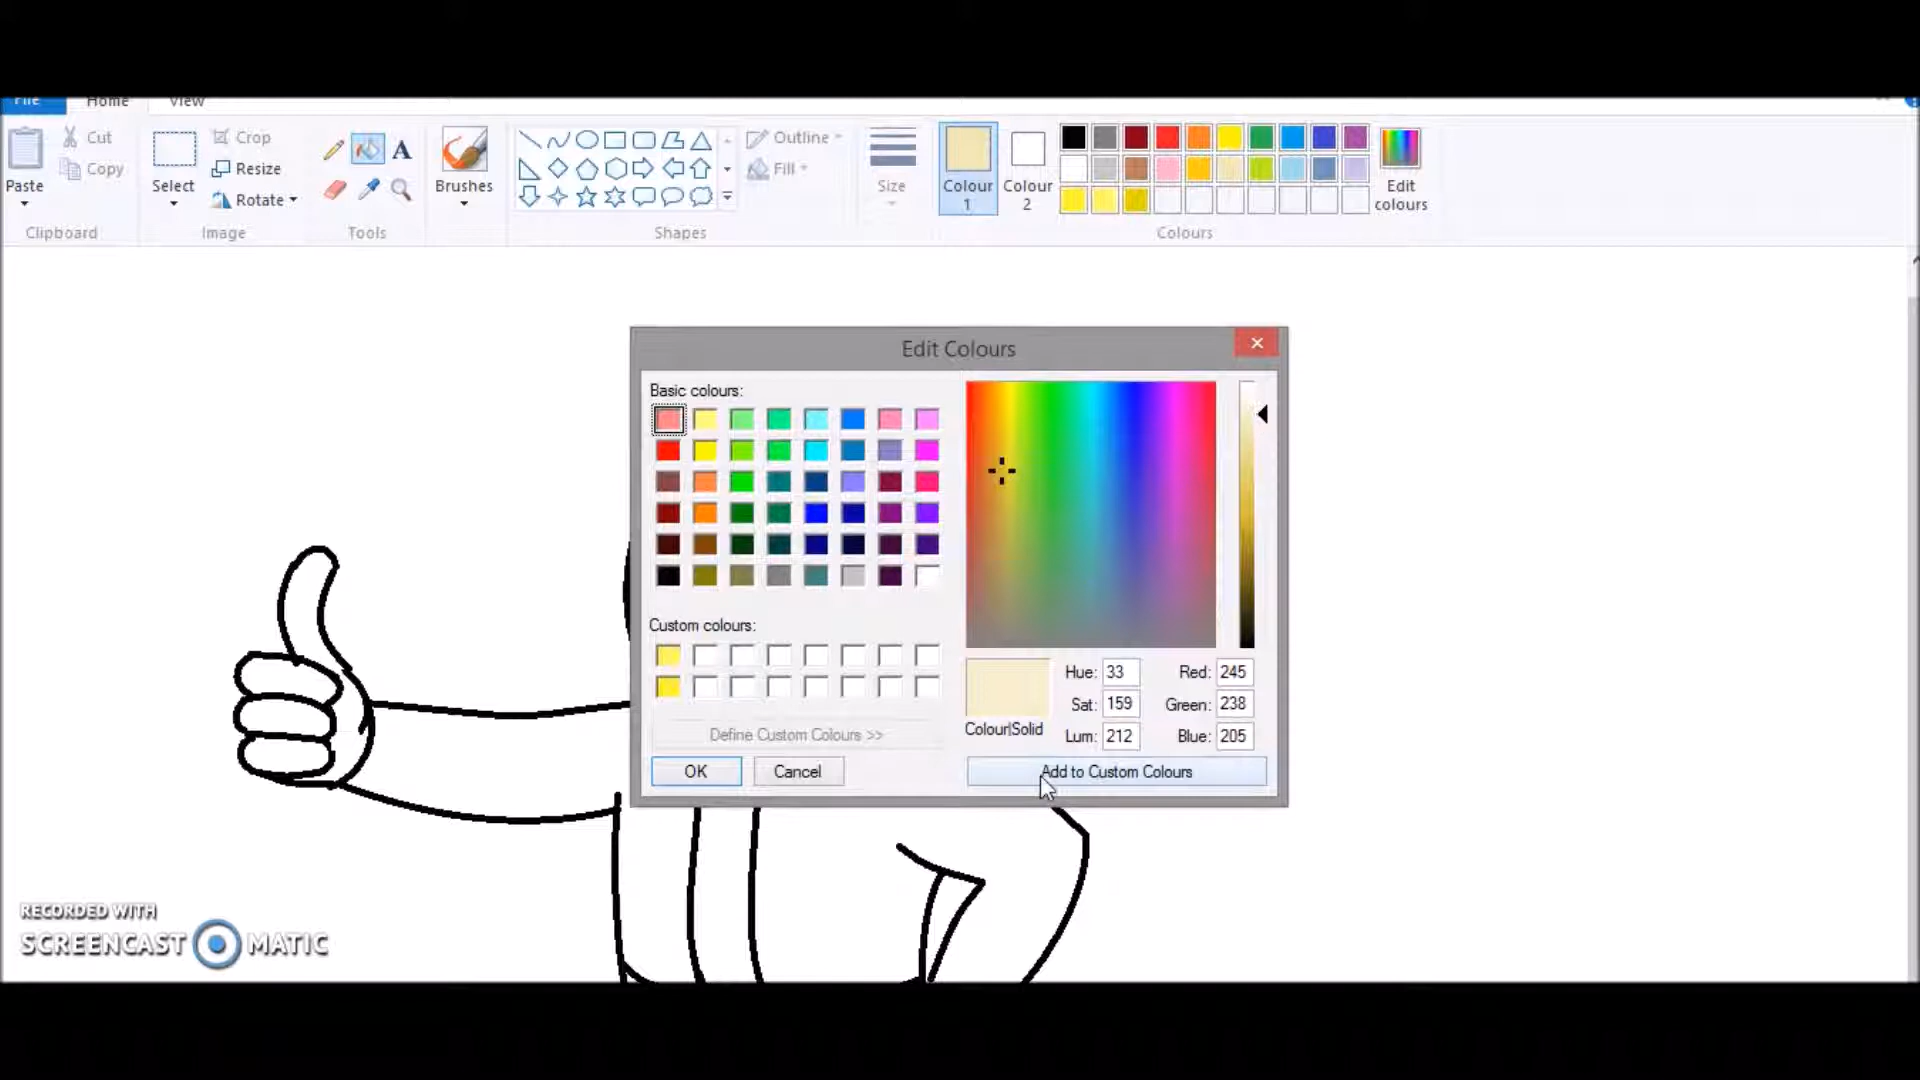 File Home View
Paste
Cut
Copy
Clipboard
Select
Crop
Resize
Rotate
Image
A
Tools
Brushes
Outline
Fill
Shapes
Size
Colour 1
Colour 2
Edit colours
Colours
Edit Colours
Basic colours:
Custom colours:
Define Custom Colours >>
OK
Cancel
Colour|Solid
Hue: 33
Sat: 159
Lum: 212
Red: 245
Green: 238
Blue: 205
Add to Custom Colours
RECORDED WITH
SCREENCAST MATIC